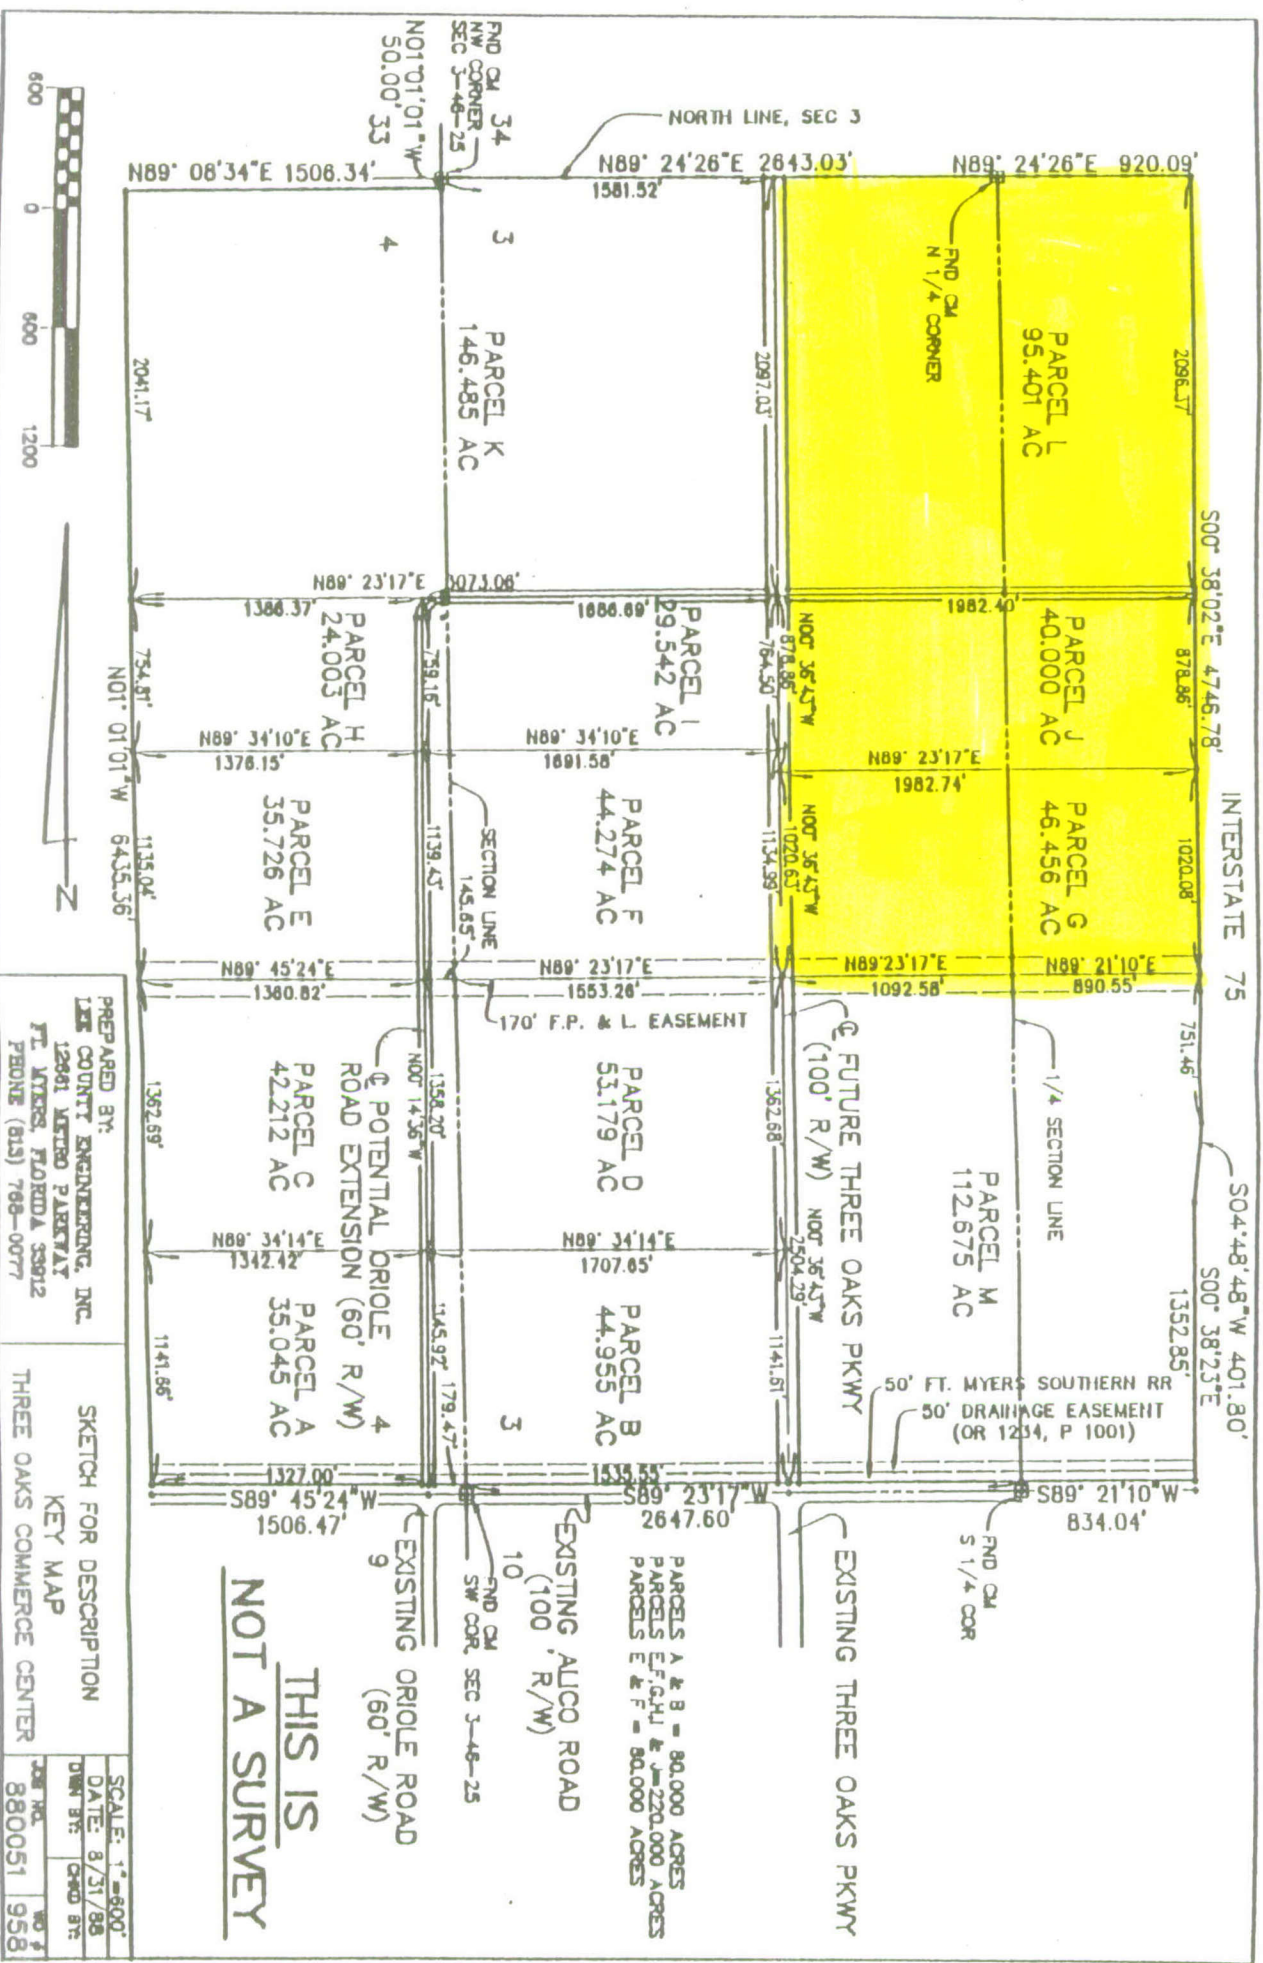 FND CM
NW CORNER
SEC 3-46-25
N01°01'01"W
50.00'
34
33
3
4
NORTH LINE, SEC 3
N89° 08'34"E 1506.34'
N89° 24'26"E 2643.03'
1581.52'
N89° 24'26"E 920.09'
FND CM
N 1/4 CORNER
PARCEL L
95.401 AC
2096.37'
S00° 38'02"E 4746.78'
INTERSTATE 75
PARCEL K
146.485 AC
2097.03'
2041.17'
600
0
600
1200
N
N89° 23'17"E 3073.06'
1386.37'
1686.69'
1982.40'
PARCEL J
40.000 AC
878.86'
N00° 36'43"W
878.86'
764.50'
PARCEL I
29.542 AC
759.16'
PARCEL H
24.003 AC
754.81'
N01° 01'01"W 6435.36'
N89° 34'10"E
1376.15'
N89° 34'10"E
1691.58'
N89° 23'17"E
1982.74'
PARCEL G
46.456 AC
1020.08'
N00° 36'43"W
1020.63'
1134.99'
PARCEL F
44.274 AC
SECTION LINE
145.65'
1139.43'
PARCEL E
35.726 AC
1135.04'
N89° 45'24"E
1360.82'
N89° 23'17"E
1553.26'
N89°23'17"E
1092.58'
N89° 21'10"E
890.55'
170' F.P. & L EASEMENT
751.46'
S04°48'48"W 401.80'
S00° 38'23"E
1352.85'
1/4 SECTION LINE
PARCEL M
112.675 AC
℄ FUTURE THREE OAKS PKWY
(100' R/W)
N00° 36'43"W
2504.29'
1362.68'
PARCEL D
53.179 AC
1358.20'
N00° 14'36"W
℄ POTENTIAL ORIOLE
ROAD EXTENSION (60' R/W)
PARCEL C
42.212 AC
1362.69'
N89° 34'14"E
1342.42'
N89° 34'14"E
1707.65'
PARCEL B
44.955 AC
1141.61'
1145.92'
179.47'
3
4
PARCEL A
35.045 AC
1141.66'
50' FT. MYERS SOUTHERN RR
50' DRAINAGE EASEMENT
(OR 1234, P 1001)
1327.00'
S89° 45'24"W
1506.47'
1535.55'
S89° 23'17"W
2647.60'
S89° 21'10"W
834.04'
FND CM
S 1/4 COR
EXISTING THREE OAKS PKWY
PARCELS A & B = 80.000 ACRES
PARCELS E,F,G,H,I & J=220.000 ACRES
PARCELS E & F = 80.000 ACRES
EXISTING ALICO ROAD
(100 ' R/W)
10
FND CM
SW COR, SEC 3-46-25
9
EXISTING ORIOLE ROAD
(60' R/W)
THIS IS
NOT A SURVEY
PREPARED BY:
LEE COUNTY ENGINEERING, INC.
12661 METRO PARKWAY
FT. MYERS, FLORIDA 33912
PHONE (813) 768-0077
SKETCH FOR DESCRIPTION
KEY MAP
THREE OAKS COMMERCE CENTER
SCALE: 1"=600'
DATE: 8/31/88
DWN BY: CHKD BY:
JOB NO. WO #
880051 958